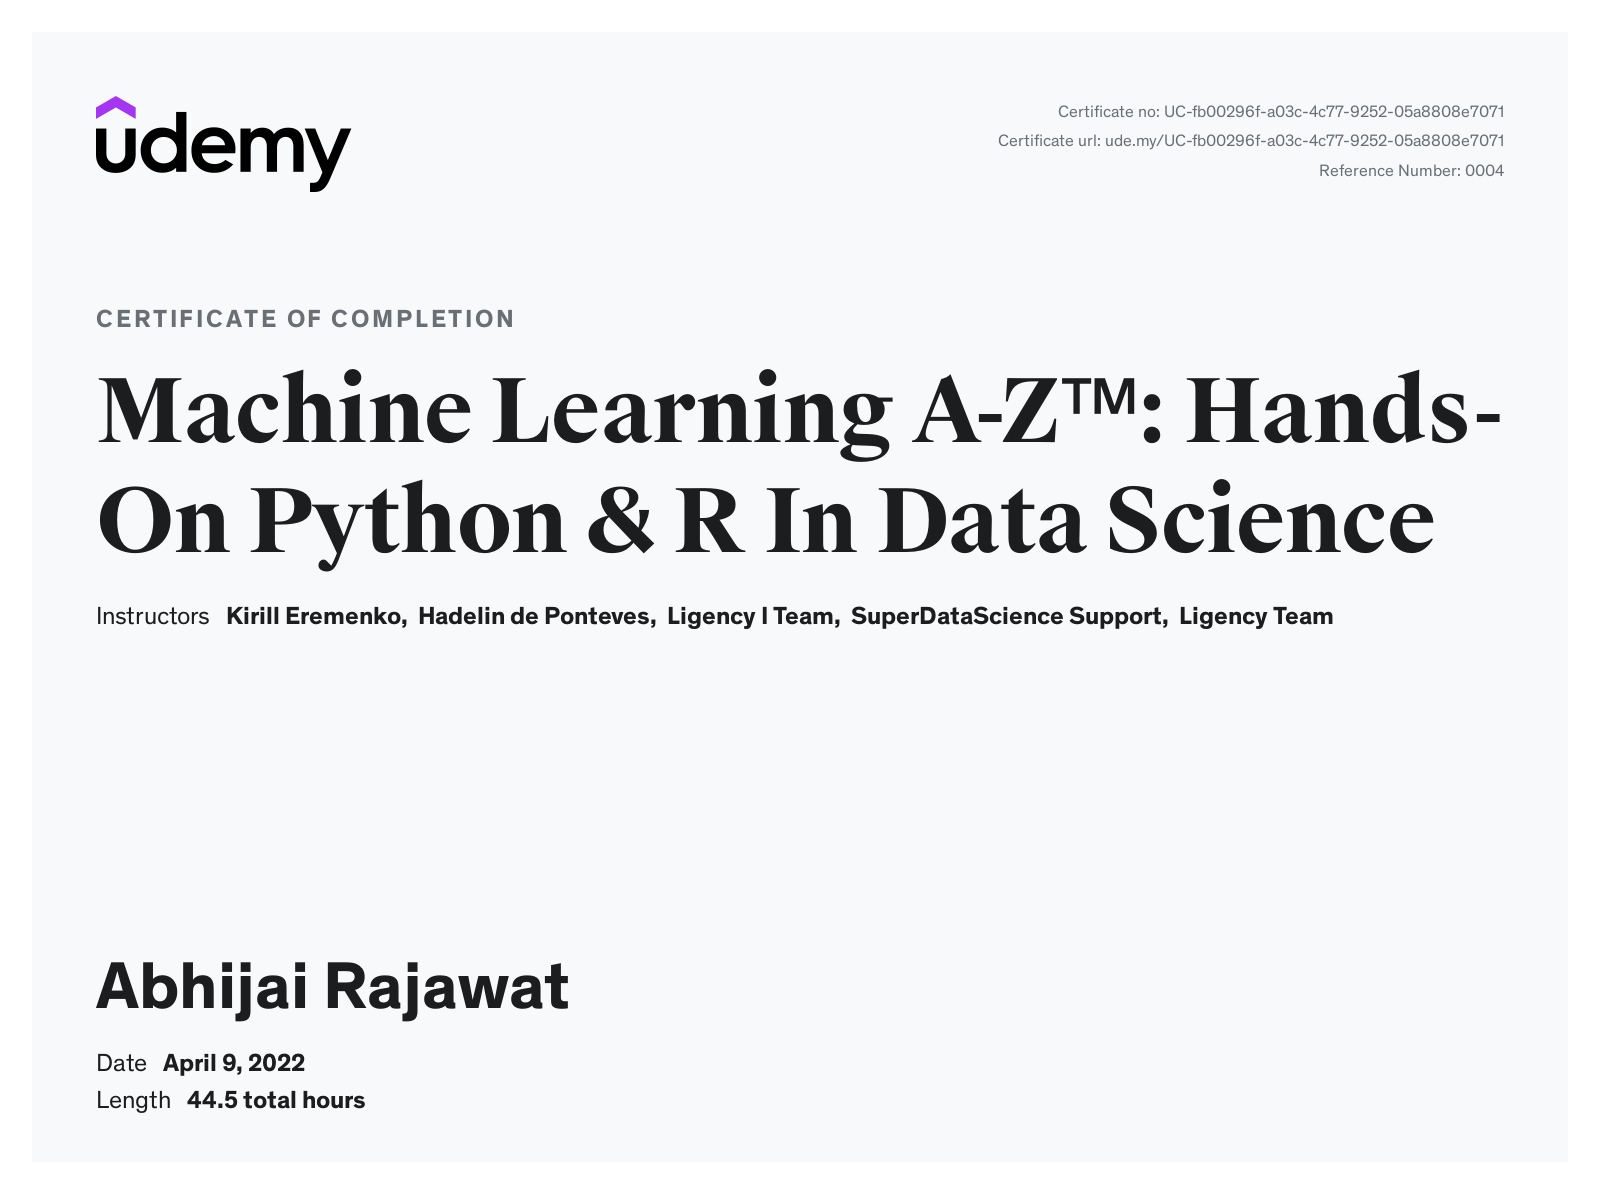 udemy
Certificate no: UC-fb00296f-a03c-4c77-9252-05a8808e7071
Certificate url: ude.my/UC-fb00296f-a03c-4c77-9252-05a8808e7071
Reference Number: 0004
CERTIFICATE OF COMPLETION
Machine Learning A-Z™: Hands-
On Python & R In Data Science
Instructors Kirill Eremenko, Hadelin de Ponteves, Ligency I Team, SuperDataScience Support, Ligency Team
Abhijai Rajawat
Date April 9, 2022
Length 44.5 total hours